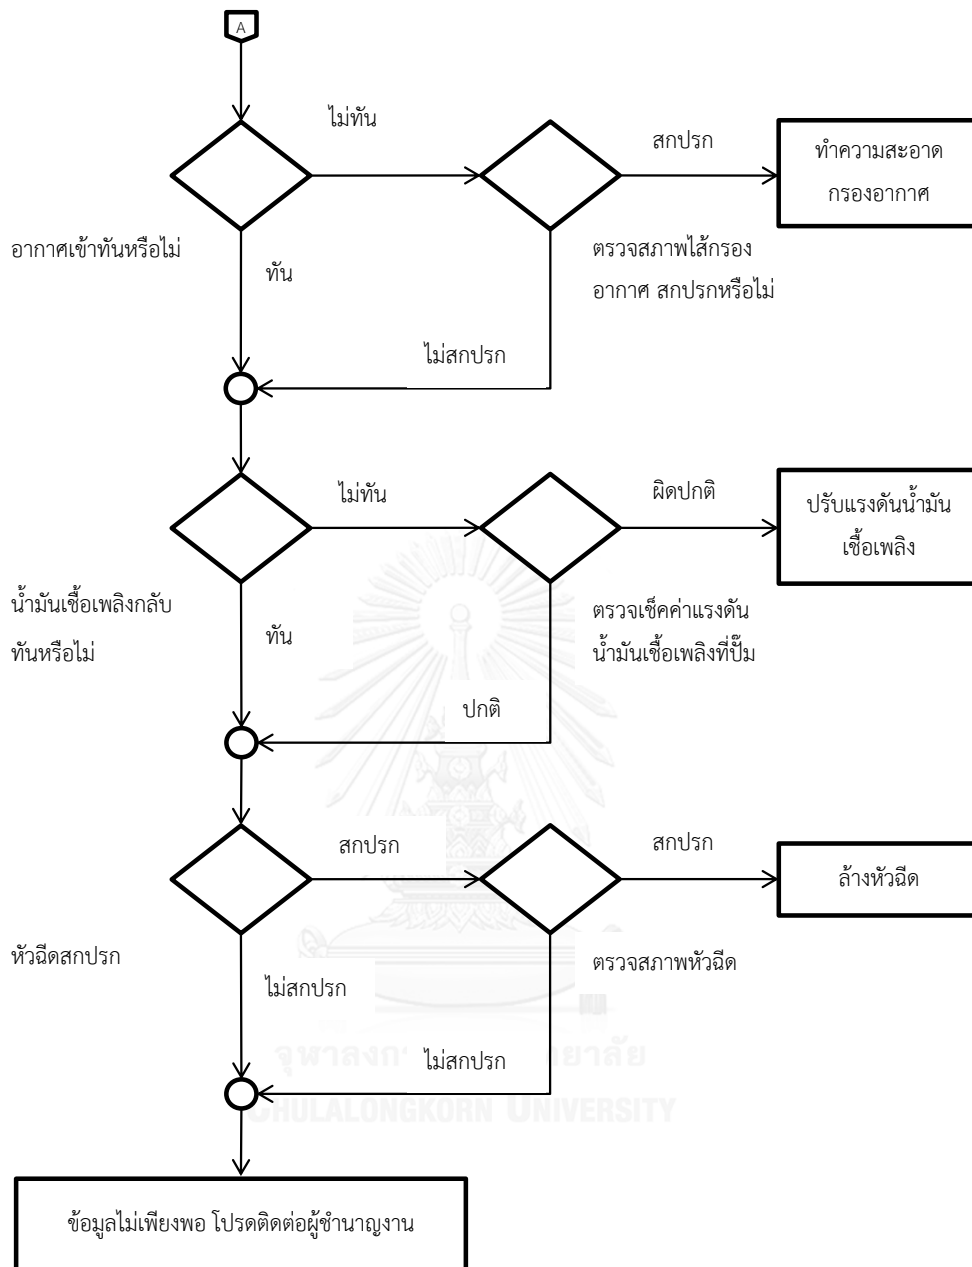 A
ไม่ทัน
สกปรก
ทำความสะอาด
กรองอากาศ
อากาศเข้าทันหรือไม่
ทัน
ตรวจสภาพไส้กรอง
อากาศ สกปรกหรือไม่
ไม่สกปรก
ไม่ทัน
ผิดปกติ
ปรับแรงดันน้ำมัน
เชื้อเพลิง
น้ำมันเชื้อเพลิงกลับ
ทันหรือไม่
ทัน
ตรวจเช็คค่าแรงดัน
น้ำมันเชื้อเพลิงที่ปั๊ม
ปกติ
สกปรก
สกปรก
ล้างหัวฉีด
หัวฉีดสกปรก
ไม่สกปรก
ตรวจสภาพหัวฉีด
ไม่สกปรก
จุฬาลงก ยาลัย
CHULALONGKORN UNIVERSITY
ข้อมูลไม่เพียงพอ โปรดติดต่อผู้ชำนาญงาน